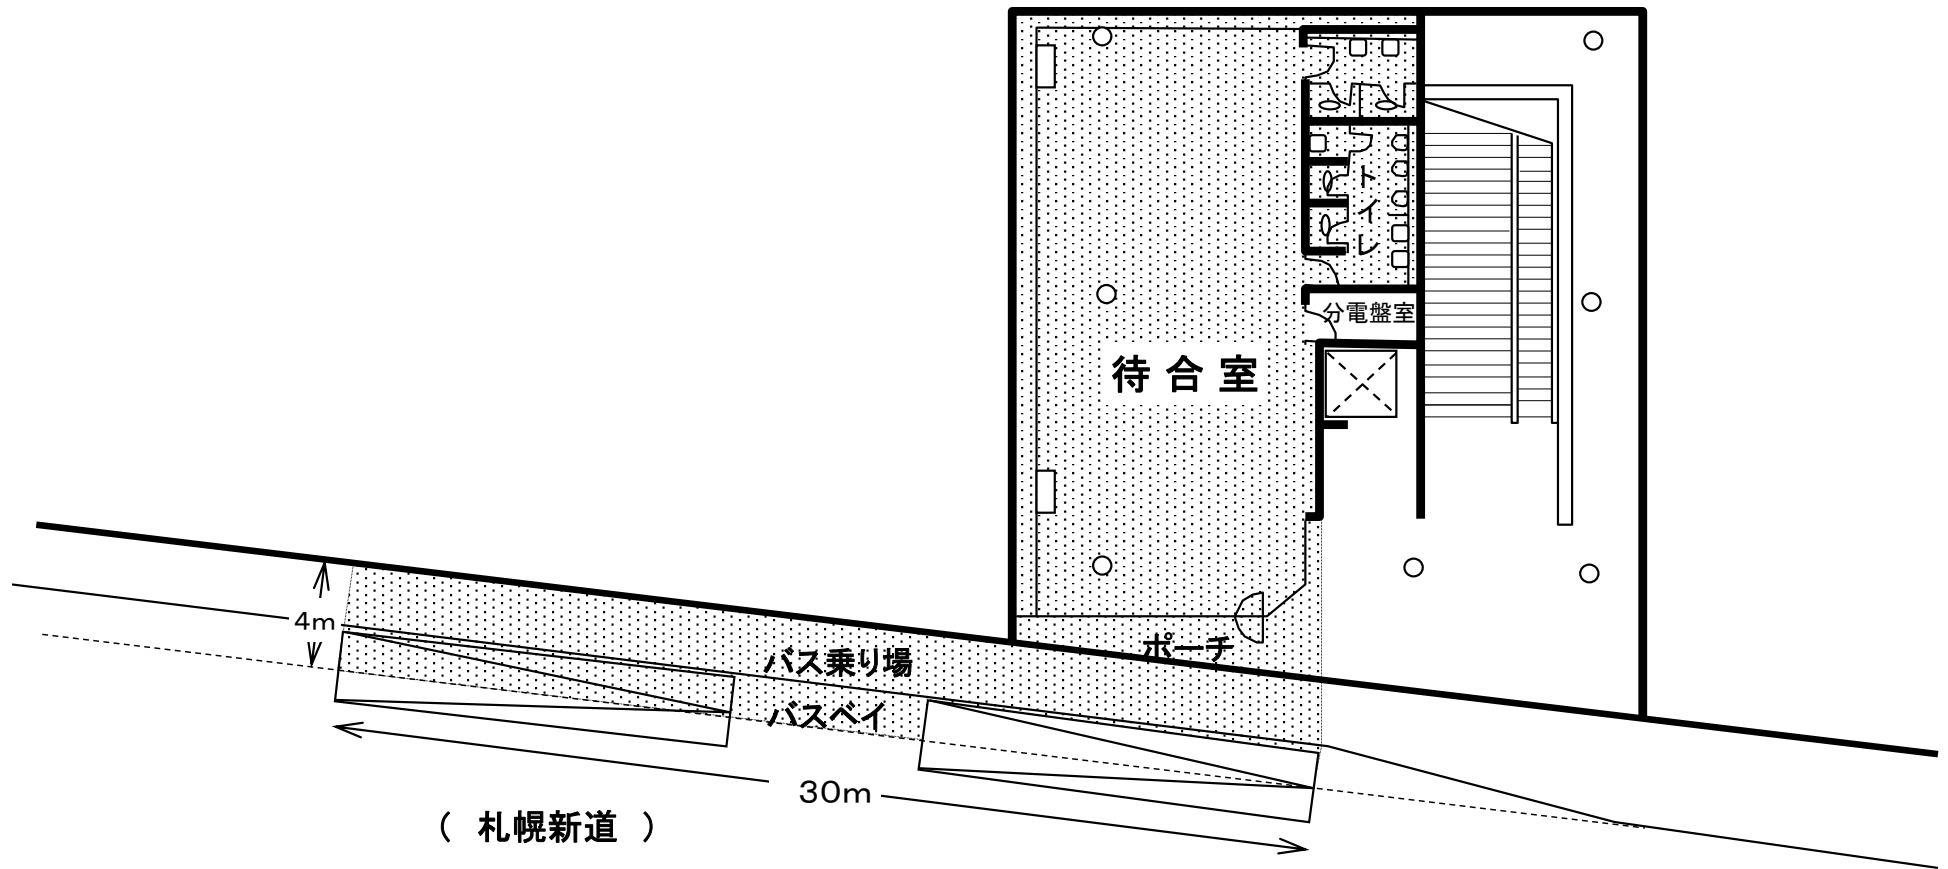 トイレ
分電盤室
待合室
4m
ポーチ
バス乗り場
バスベイ
30m
( 札幌新道 )